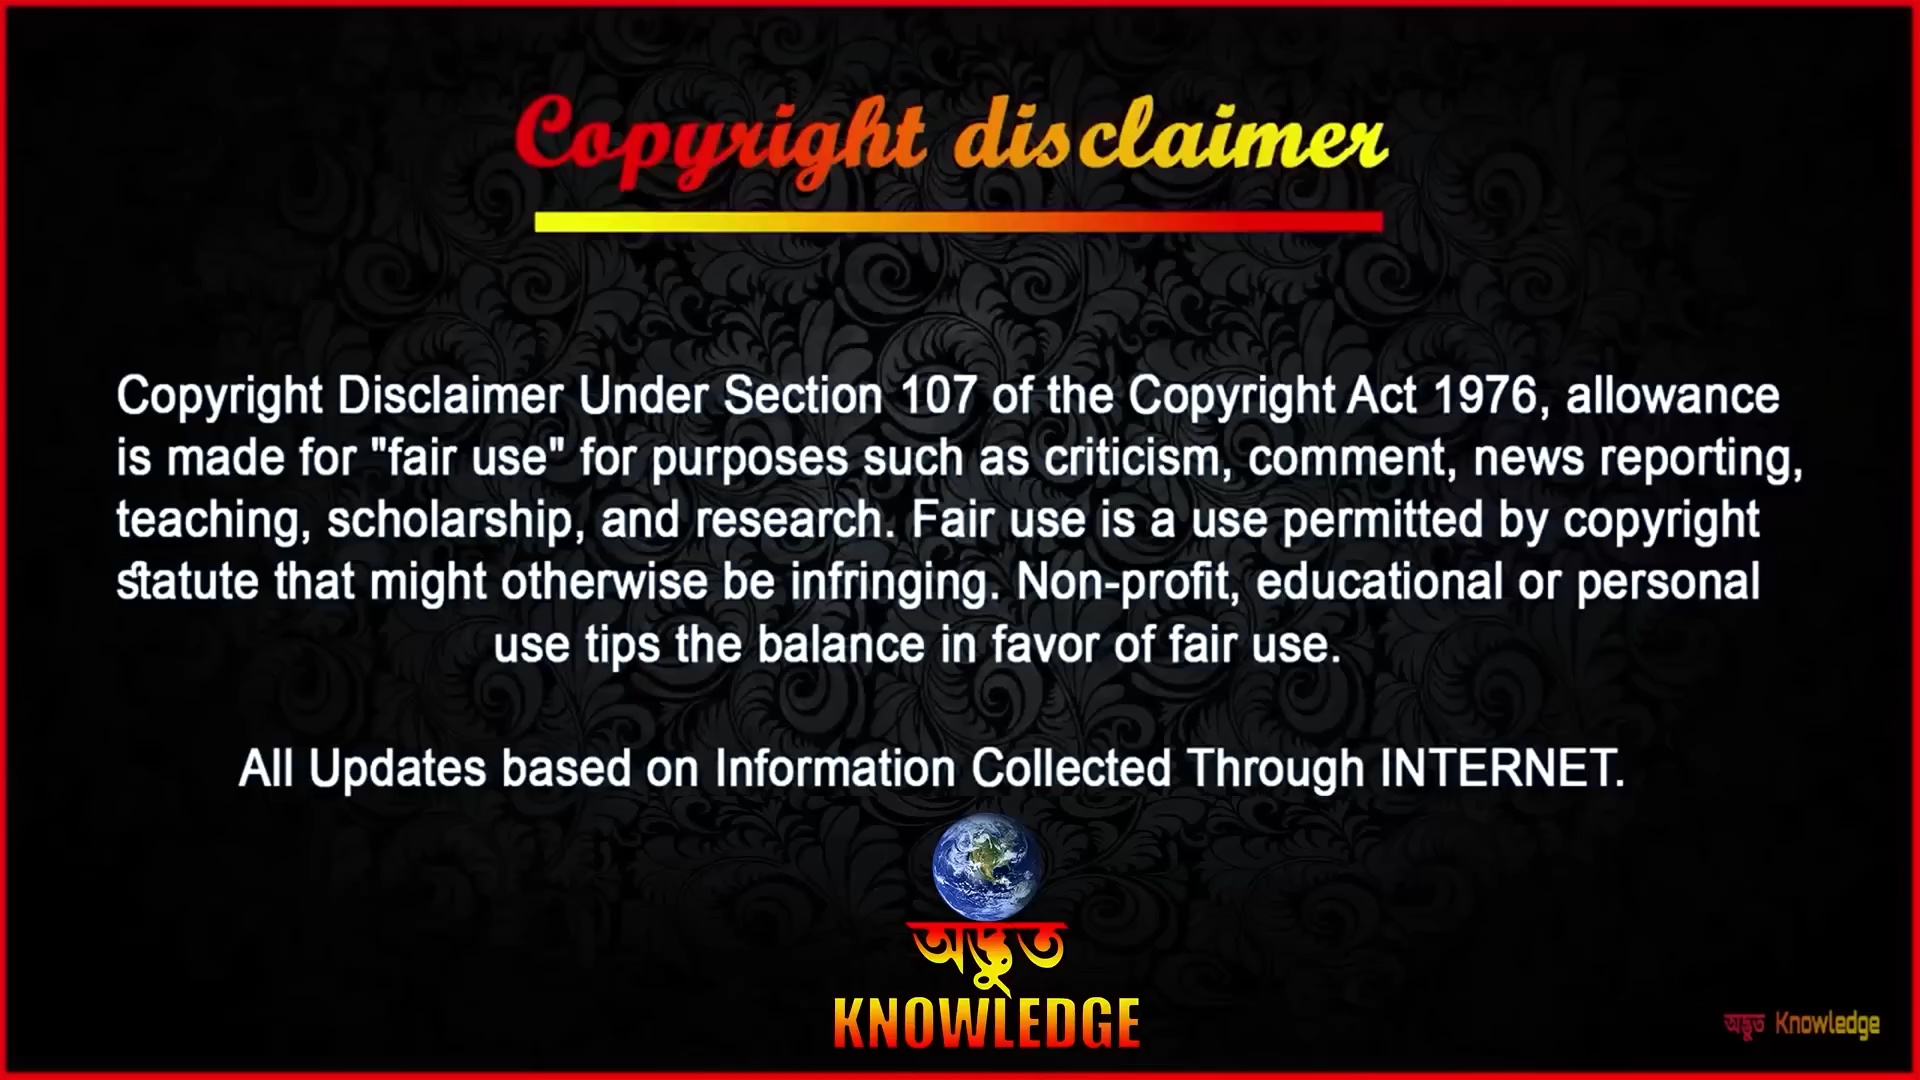 Copyright disclaimer
Copyright Disclaimer Under Section 107 of the Copyright Act 1976, allowance
is made for "fair use" for purposes such as criticism, comment, news reporting,
teaching, scholarship, and research. Fair use is a use permitted by copyright
statute that might otherwise be infringing. Non-profit, educational or personal
use tips the balance in favor of fair use.
All Updates based on Information Collected Through INTERNET.
অদ্ভুত
KNOWLEDGE
অদ্ভুত Knowledge